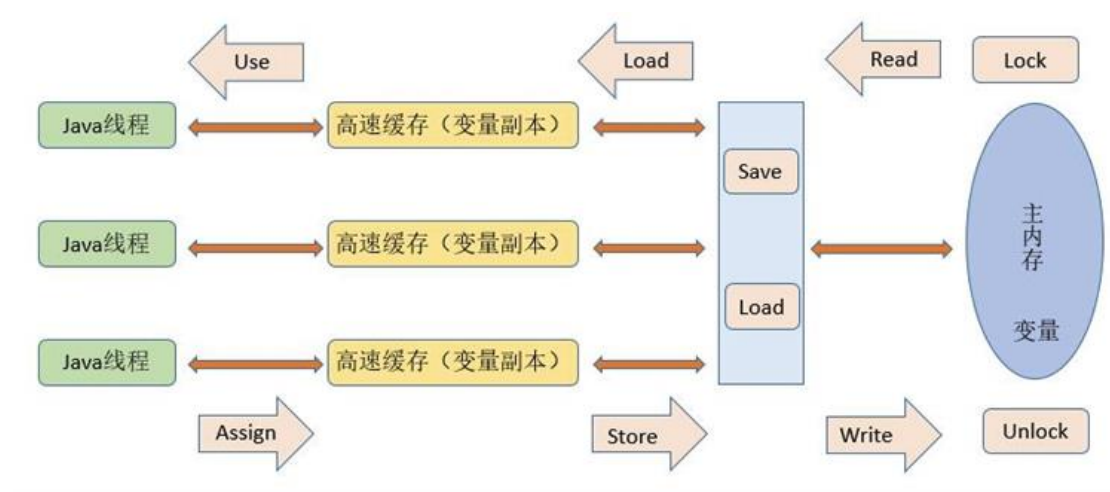 Use
Load
Read
Lock
Java线程
高速缓存（变量副本）
Save
Java线程
高速缓存（变量副本）
主内存
变量
Load
Java线程
高速缓存（变量副本）
Assign
Store
Write
Unlock